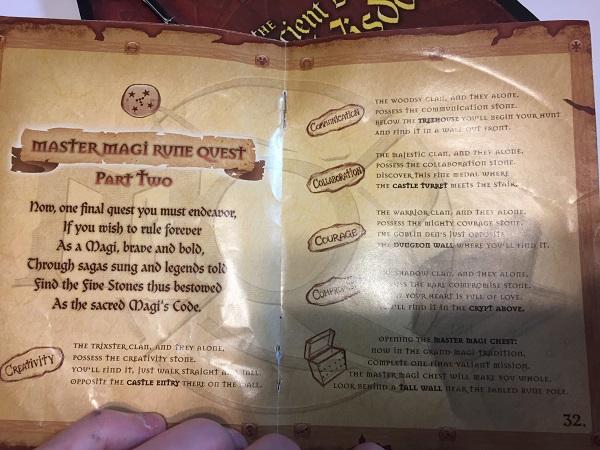 THE
MASTER MAGI RUNE QUEST
PART TWO
Now, one final quest you must endeavor,
If you wish to rule forever
As a Magi, brave and bold,
Through sagas sung and legends told
Find the Five Stones thus bestowed
As the sacred Magi's Code.
CREATIVITY
THE TRIXSTER CLAN, AND THEY ALONE,
POSSESS THE CREATIVITY STONE.
YOU'LL FIND IT, JUST WALK STRAIGHT AND TALL,
OPPOSITE THE CASTLE ENTRY THERE ON THE WALL.
COMMUNICATION
THE WOODSY CLAN, AND THEY ALONE,
POSSESS THE COMMUNICATION STONE.
BELOW THE TREEHOUSE YOU'LL BEGIN YOUR HUNT
AND FIND IT IN A WALL OUT FRONT.
COLLABORATION
THE MAJESTIC CLAN, AND THEY ALONE,
POSSESS THE COLLABORATION STONE.
DISCOVER THIS FINE MEDAL WHERE
THE CASTLE TURRET MEETS THE STAIR.
COURAGE
THE WARRIOR CLAN, AND THEY ALONE,
POSSESS THE MIGHTY COURAGE STONE.
THE GOBLIN DEN'S JUST OPPOSITE
THE DUNGEON WALL WHERE YOU'LL FIND IT.
COMPROMISE
SHADOW CLAN, AND THEY ALONE,
THE RARE COMPROMISE STONE.
YOUR HEART IS FULL OF LOVE,
FIND IT IN THE CRYPT ABOVE.
OPENING THE MASTER MAGI CHEST:
NOW IN THE GRAND MAGI TRADITION,
COMPLETE ONE FINAL VALIANT MISSION.
THE MASTER MAGI CHEST WILL MAKE YOU WHOLE,
LOOK BEHIND A TALL WALL NEAR THE FABLED RUNE POLE.
32.